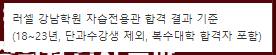 러셀 강남학원 자습전용관 합격 결과 기준
(18~23년, 단과수강생 제외, 복수대학 합격자 포함)